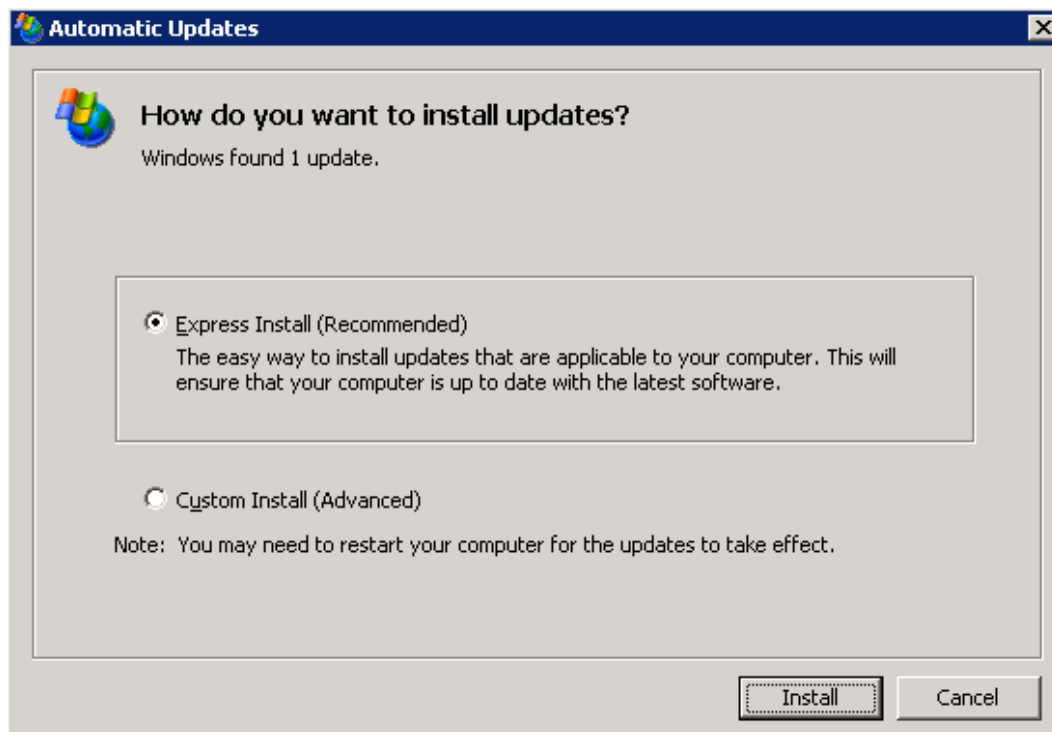 Automatic Updates
How do you want to install updates?
Windows found 1 update.
Express Install (Recommended)
The easy way to install updates that are applicable to your computer. This will
ensure that your computer is up to date with the latest software.
Custom Install (Advanced)
Note: You may need to restart your computer for the updates to take effect.
Install
Cancel